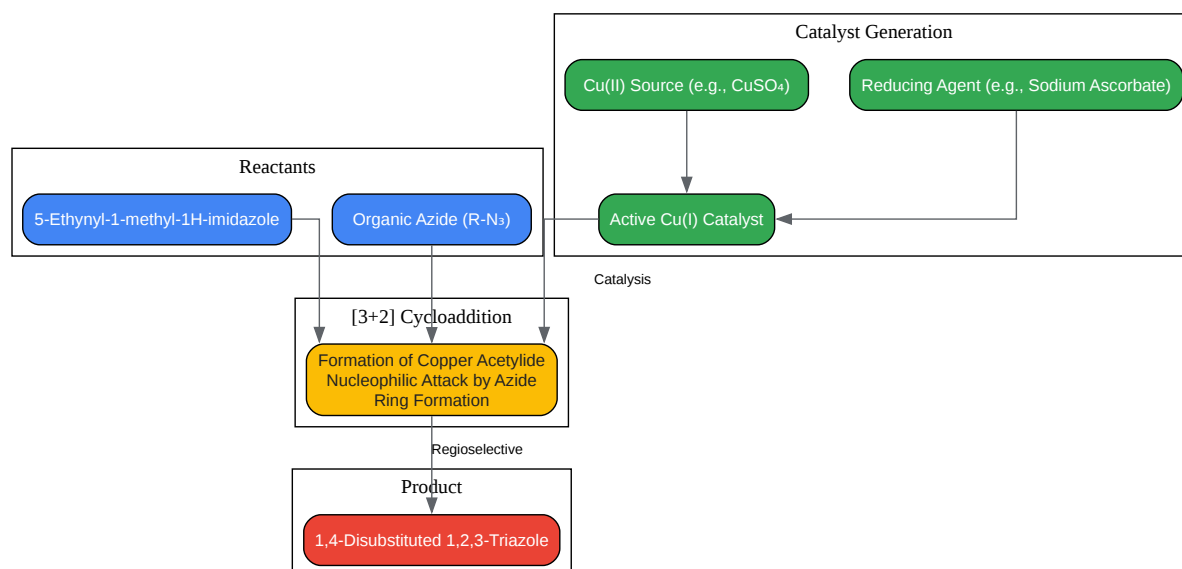 Catalyst Generation
Cu(II) Source (e.g., CuSO₄)
Reducing Agent (e.g., Sodium Ascorbate)
Reactants
5-Ethynyl-1-methyl-1H-imidazole
Organic Azide (R-N₃)
Active Cu(I) Catalyst
Catalysis
[3+2] Cycloaddition
Formation of Copper Acetylide
Nucleophilic Attack by Azide
Ring Formation
Regioselective
Product
1,4-Disubstituted 1,2,3-Triazole